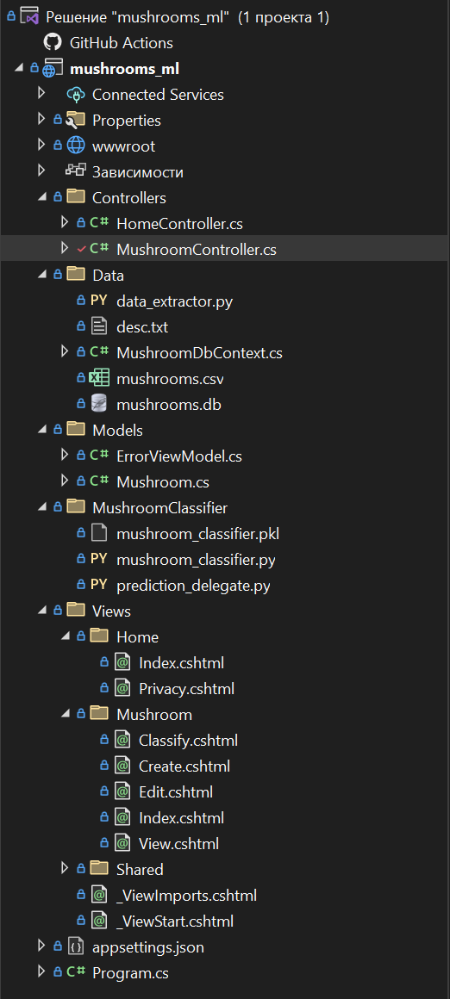 Решение "mushrooms_ml" (1 проекта 1)
GitHub Actions
mushrooms_ml
Connected Services
Properties
wwwroot
Зависимости
Controllers
C# HomeController.cs
C# MushroomController.cs
Data
PY data_extractor.py
desc.txt
C# MushroomDbContext.cs
mushrooms.csv
mushrooms.db
Models
C# ErrorViewModel.cs
C# Mushroom.cs
MushroomClassifier
mushroom_classifier.pkl
PY mushroom_classifier.py
PY prediction_delegate.py
Views
Home
@ Index.cshtml
@ Privacy.cshtml
Mushroom
@ Classify.cshtml
@ Create.cshtml
@ Edit.cshtml
@ Index.cshtml
@ View.cshtml
Shared
@ _ViewImports.cshtml
@ _ViewStart.cshtml
appsettings.json
C# Program.cs